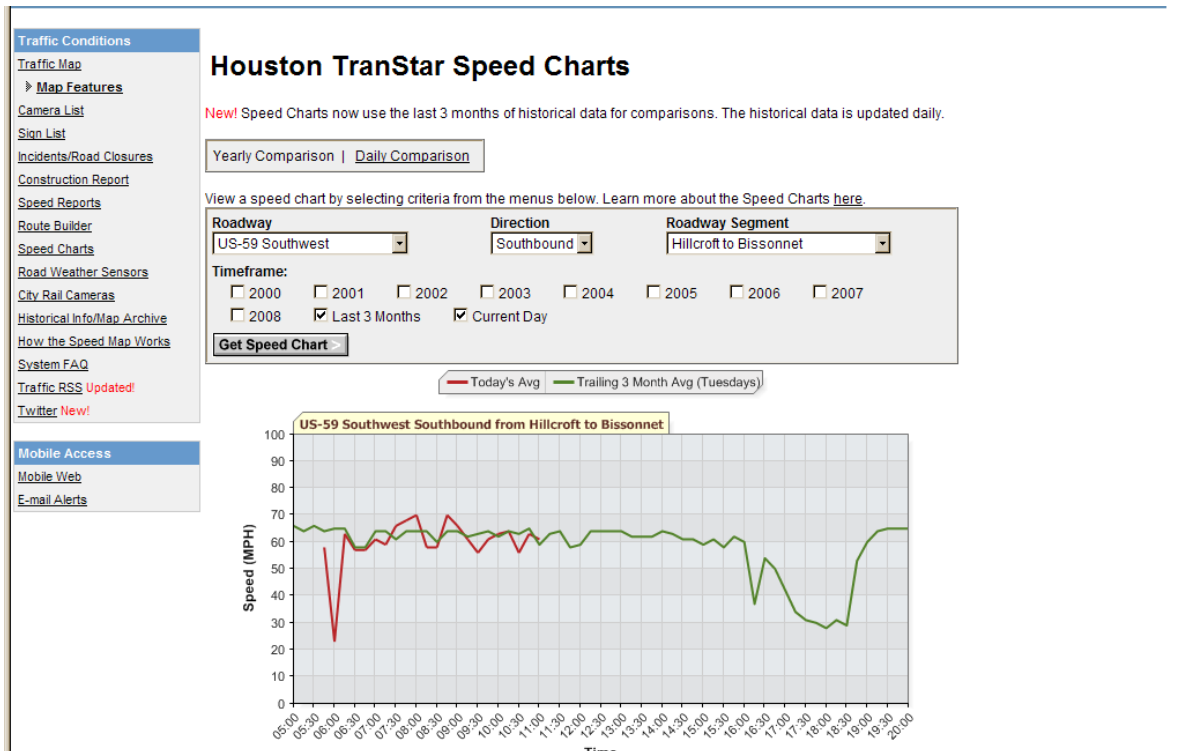 Traffic Conditions
Traffic Map
Map Features
Camera List
Sign List
Incidents/Road Closures
Construction Report
Speed Reports
Route Builder
Speed Charts
Road Weather Sensors
City Rail Cameras
Historical Info/Map Archive
How the Speed Map Works
System FAQ
Traffic RSS Updated!
Twitter New!
Mobile Access
Mobile Web
E-mail Alerts
Houston TranStar Speed Charts
New! Speed Charts now use the last 3 months of historical data for comparisons. The historical data is updated daily.
Yearly Comparison | Daily Comparison
View a speed chart by selecting criteria from the menus below. Learn more about the Speed Charts here.
Roadway Direction Roadway Segment
US-59 Southwest Southbound Hillcroft to Bissonnet
Timeframe:
2000 2001 2002 2003 2004 2005 2006 2007
2008 Last 3 Months Current Day
Get Speed Chart >
Today's Avg Trailing 3 Month Avg (Tuesdays)
US-59 Southwest Southbound from Hillcroft to Bissonnet
100
90
80
70
60
50
40
30
20
10
0
Speed (MPH)
05:00 05:30 06:00 06:30 07:00 07:30 08:00 08:30 09:00 09:30 10:00 10:30 11:00 11:30 12:00 12:30 13:00 13:30 14:00 14:30 15:00 15:30 16:00 16:30 17:00 17:30 18:00 18:30 19:00 19:30 20:00
Time